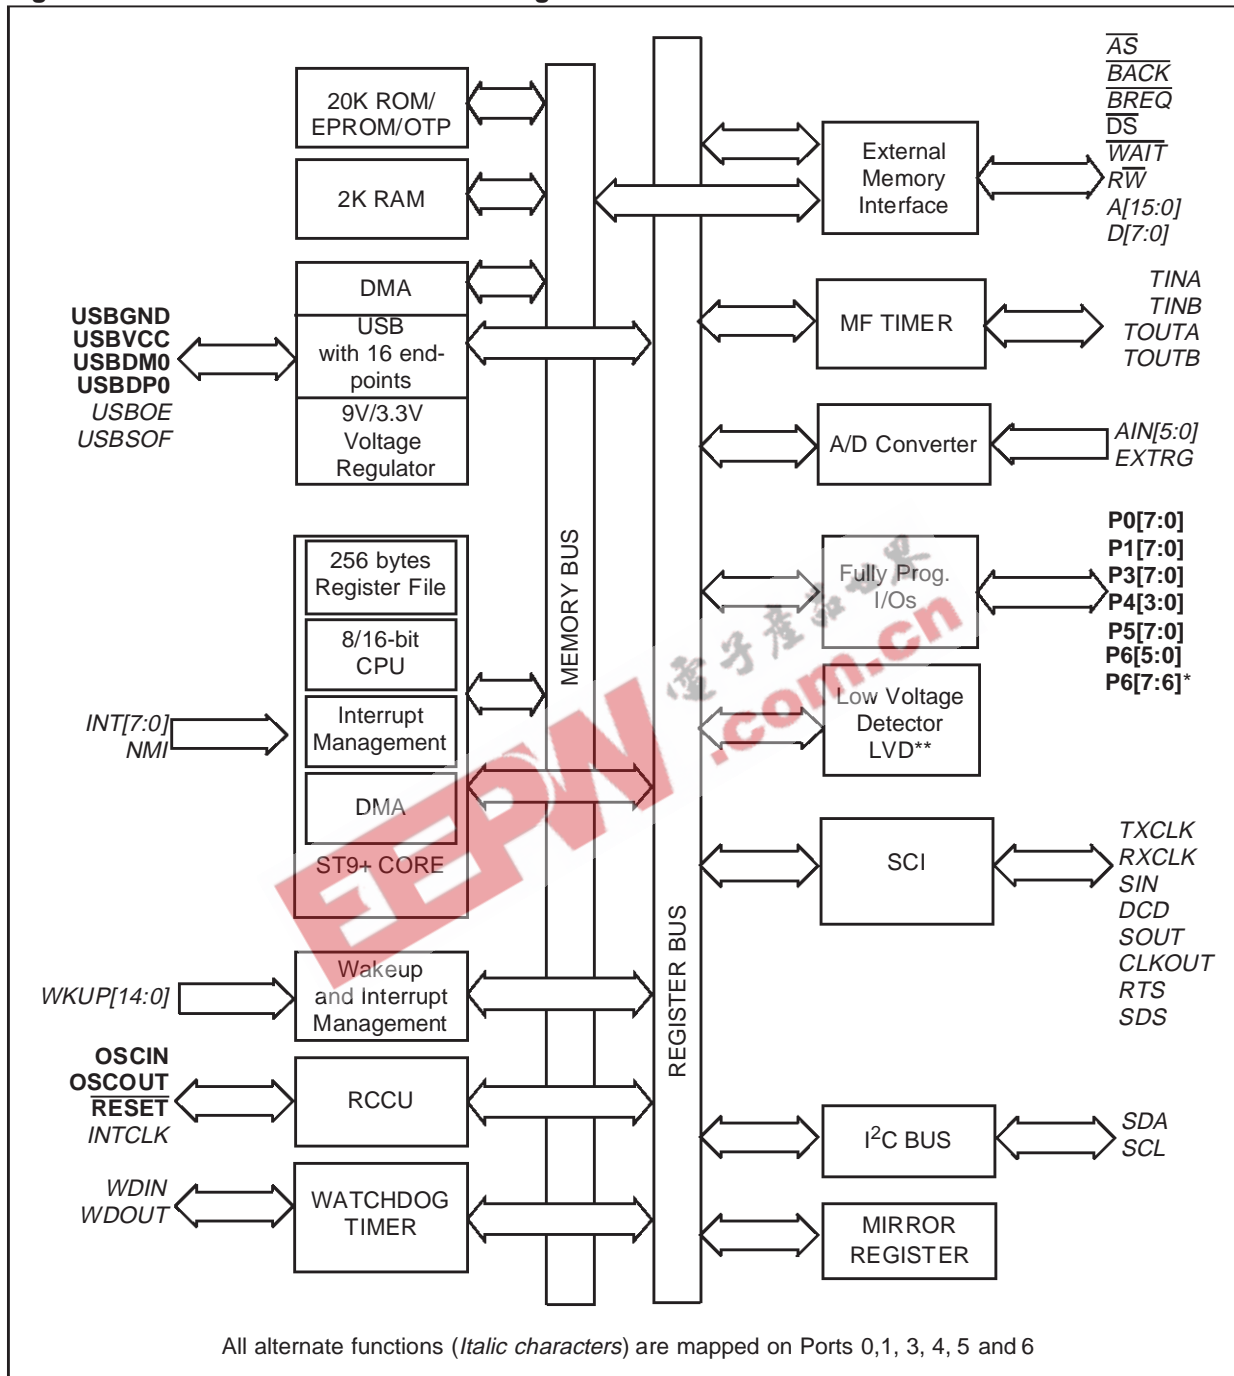 20K ROM/
EPROM/OTP
2K RAM
DMA
USB
with 16 end-
points
9V/3.3V
Voltage
Regulator
USBGND
USBVCC
USBDM0
USBDP0
USBOE
USBSOF
256 bytes
Register File
8/16-bit
CPU
Interrupt
Management
DMA
ST9+ CORE
INT[7:0]
NMI
Wakeup
and Interrupt
Management
WKUP[14:0]
OSCIN
OSCOUT
RESET
INTCLK
RCCU
WDIN
WDOUT
WATCHDOG
TIMER
MEMORY BUS
REGISTER BUS
External
Memory
Interface
AS
BACK
BREQ
DS
WAIT
RW
A[15:0]
D[7:0]
MF TIMER
TINA
TINB
TOUTA
TOUTB
A/D Converter
AIN[5:0]
EXTRG
Fully Prog.
I/Os
P0[7:0]
P1[7:0]
P3[7:0]
P4[3:0]
P5[7:0]
P6[5:0]
P6[7:6]*
Low Voltage
Detector
LVD**
SCI
TXCLK
RXCLK
SIN
DCD
SOUT
CLKOUT
RTS
SDS
I²C BUS
SDA
SCL
MIRROR
REGISTER
EEPW
電子產品世界
.com.cn
All alternate functions (Italic characters) are mapped on Ports 0,1, 3, 4, 5 and 6